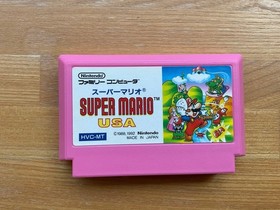 Nintendo
ファミリー コンピュータ
スーパーマリオ®
SUPER MARIO™
USA
HVC-MT
©1988,1992 Nintendo
MADE IN JAPAN